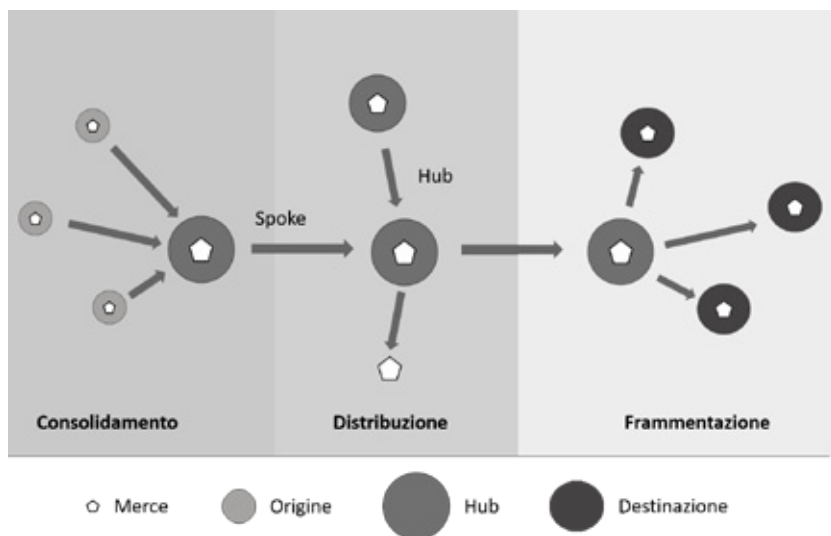 Hub
Spoke
Consolidamento
Distribuzione
Frammentazione
Merce
Origine
Hub
Destinazione